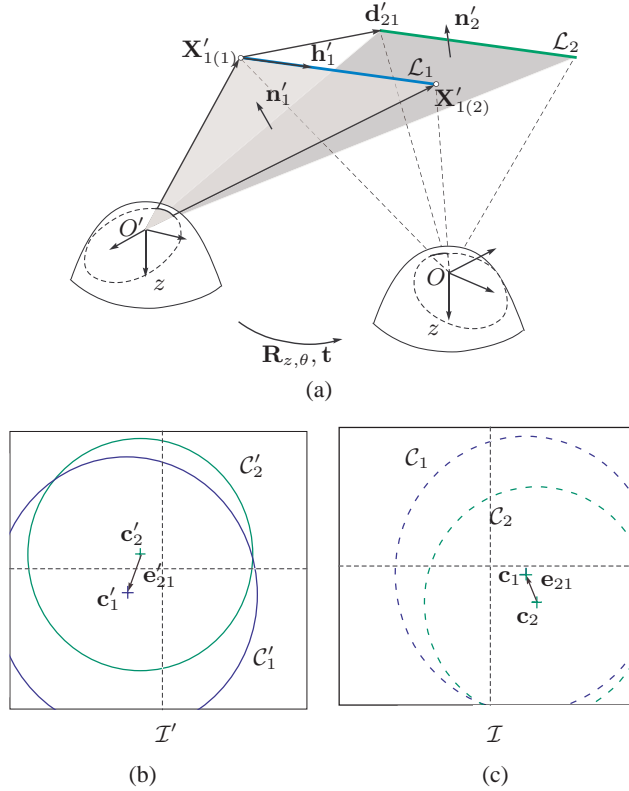 d′₂₁
n′₂
X′₁₍₁₎
h′₁
ℒ₁
ℒ₂
n′₁
X′₁₍₂₎
O′
z
O
z
R_{z,θ}, t
(a)
𝒞′₂
c′₂
e′₂₁
c′₁
𝒞′₁
ℐ′
(b)
𝒞₁
𝒞₂
c₁
e₂₁
c₂
ℐ
(c)